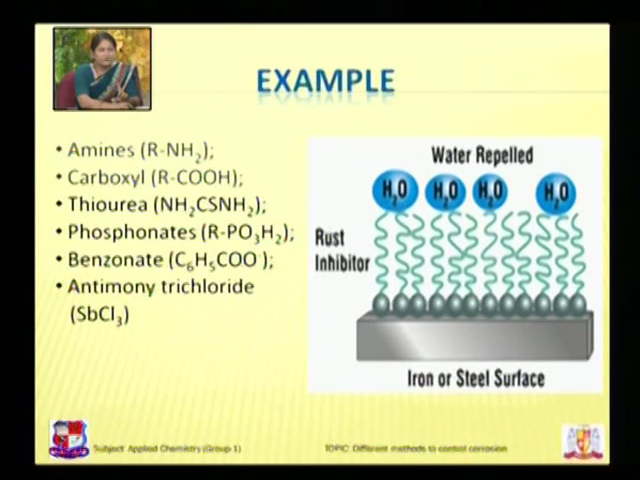 EXAMPLE
• Amines (R-NH2);
• Carboxyl (R-COOH);
• Thiourea (NH2CSNH2);
• Phosphonates (R-PO3H2);
• Benzonate (C6H5COO );
• Antimony trichloride
(SbCl3)
Water Repelled
H2O H2O H2O H2O
Rust
Inhibitor
Iron or Steel Surface
Subject: Applied Chemistry (Group 1)
TOPIC: Different methods to control corrosion